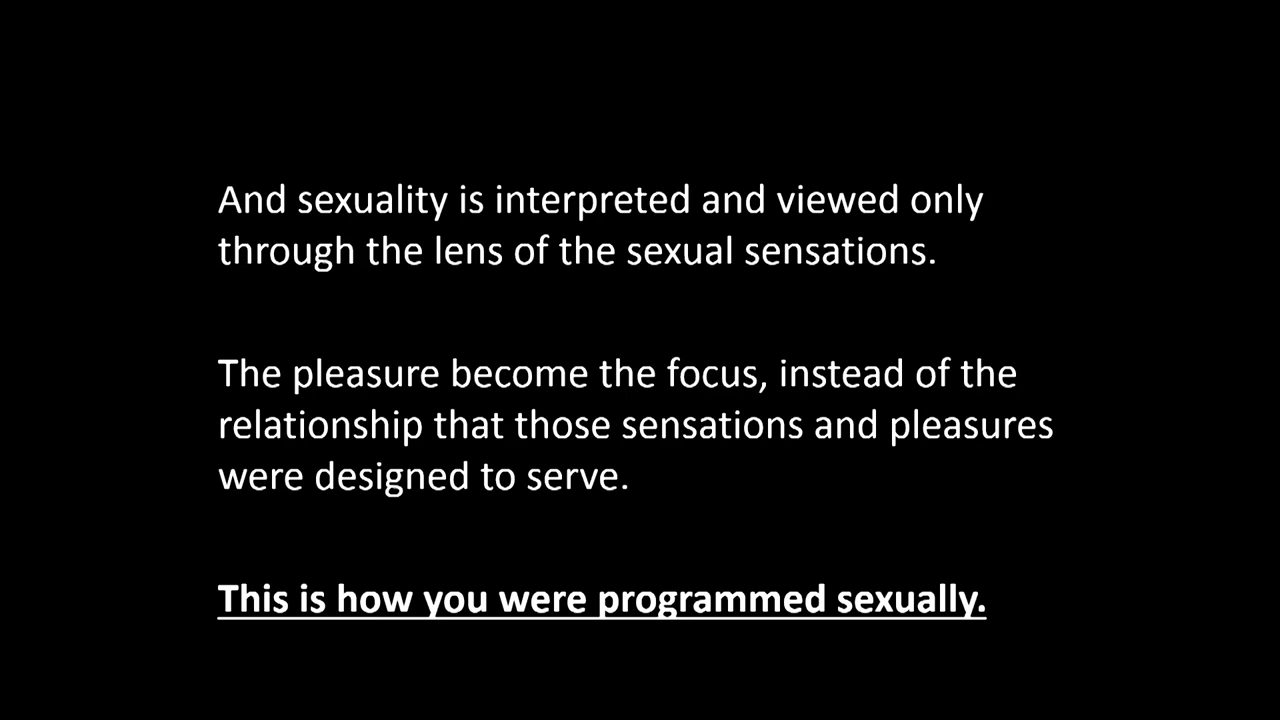 And sexuality is interpreted and viewed only
through the lens of the sexual sensations.
The pleasure become the focus, instead of the
relationship that those sensations and pleasures
were designed to serve.
This is how you were programmed sexually.